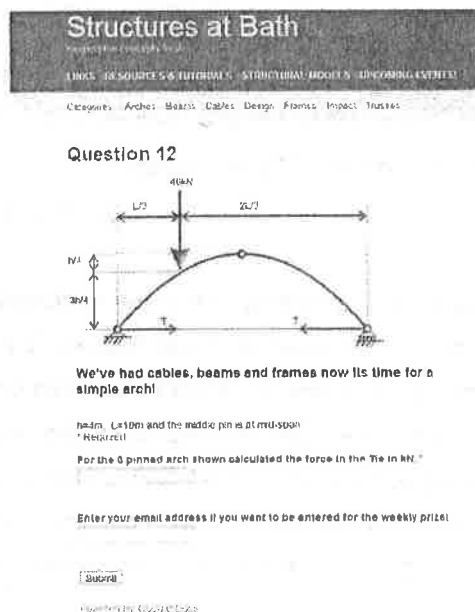 Structures at Bath
LINKS RESOURCES & TUTORIALS STRUCTURAL MODELS UPCOMING EVENTS!
Categories Arches Beams Cables Design Frames Impact Trusses
Question 12
L/3
2L/3
h/4
3h/4
T
T
We've had cables, beams and frames now its time for a
simple arch!
h=4m, L=10m and the middle pin is at mid-span
* Required
For the 3 pinned arch shown calculated the force in the Tie in kN. *
Enter your email address if you want to be entered for the weekly prize!
Submit